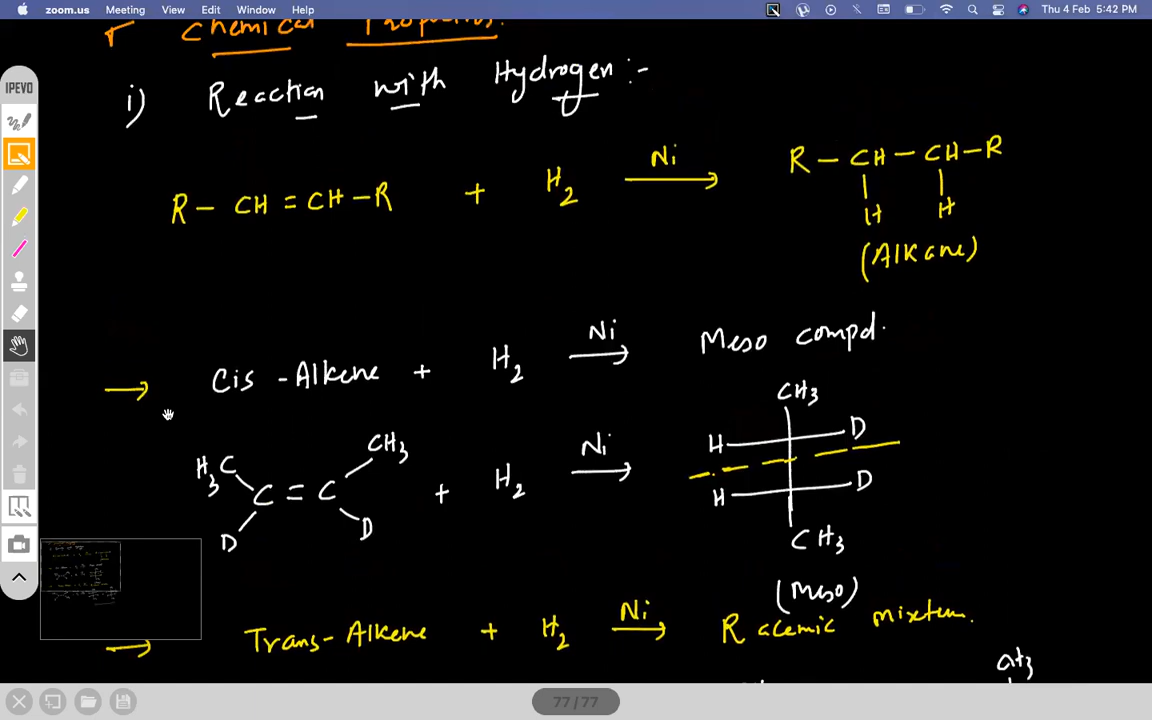 zoom.us Meeting View Edit Window Help Thu 4 Feb 5:42 PM
IPEVO
Chemical Properties:
i) Reaction with Hydrogen :-
R - CH = CH - R + H2 Ni R - CH - CH - R
H H
(Alkane)
Cis - Alkene + H2 Ni Meso compd.
H3C CH3 C = C D D + H2 Ni CH3 H D H D CH3
(Meso)
Trans - Alkene + H2 Ni Racemic mixture.
77 / 77